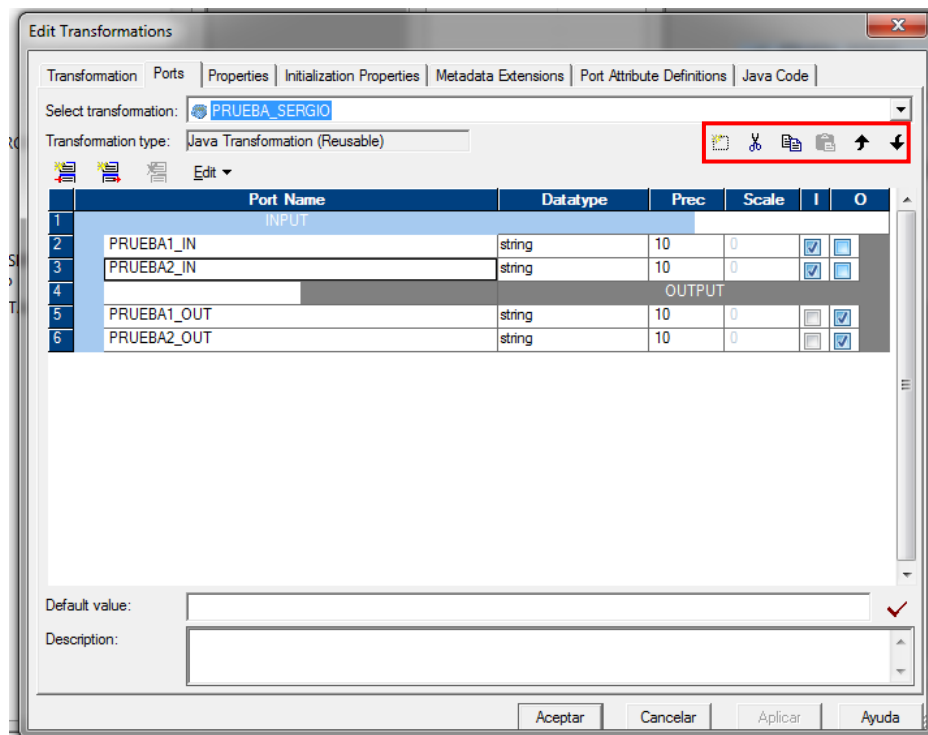 Edit Transformations
Transformation Ports Properties Initialization Properties Metadata Extensions Port Attribute Definitions Java Code
Select transformation: PRUEBA_SERGIO
Transformation type: Java Transformation (Reusable)
Edit
Port Name Datatype Prec Scale I O
1 INPUT
2 PRUEBA1_IN string 10 0
3 PRUEBA2_IN string 10 0
4 OUTPUT
5 PRUEBA1_OUT string 10 0
6 PRUEBA2_OUT string 10 0
Default value:
Description:
Aceptar Cancelar Aplicar Ayuda